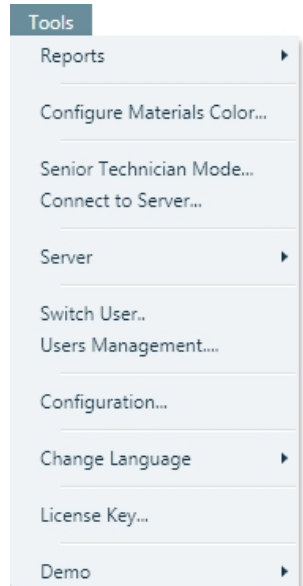 Tools
Reports
Configure Materials Color...
Senior Technician Mode...
Connect to Server...
Server
Switch User..
Users Management....
Configuration...
Change Language
License Key...
Demo